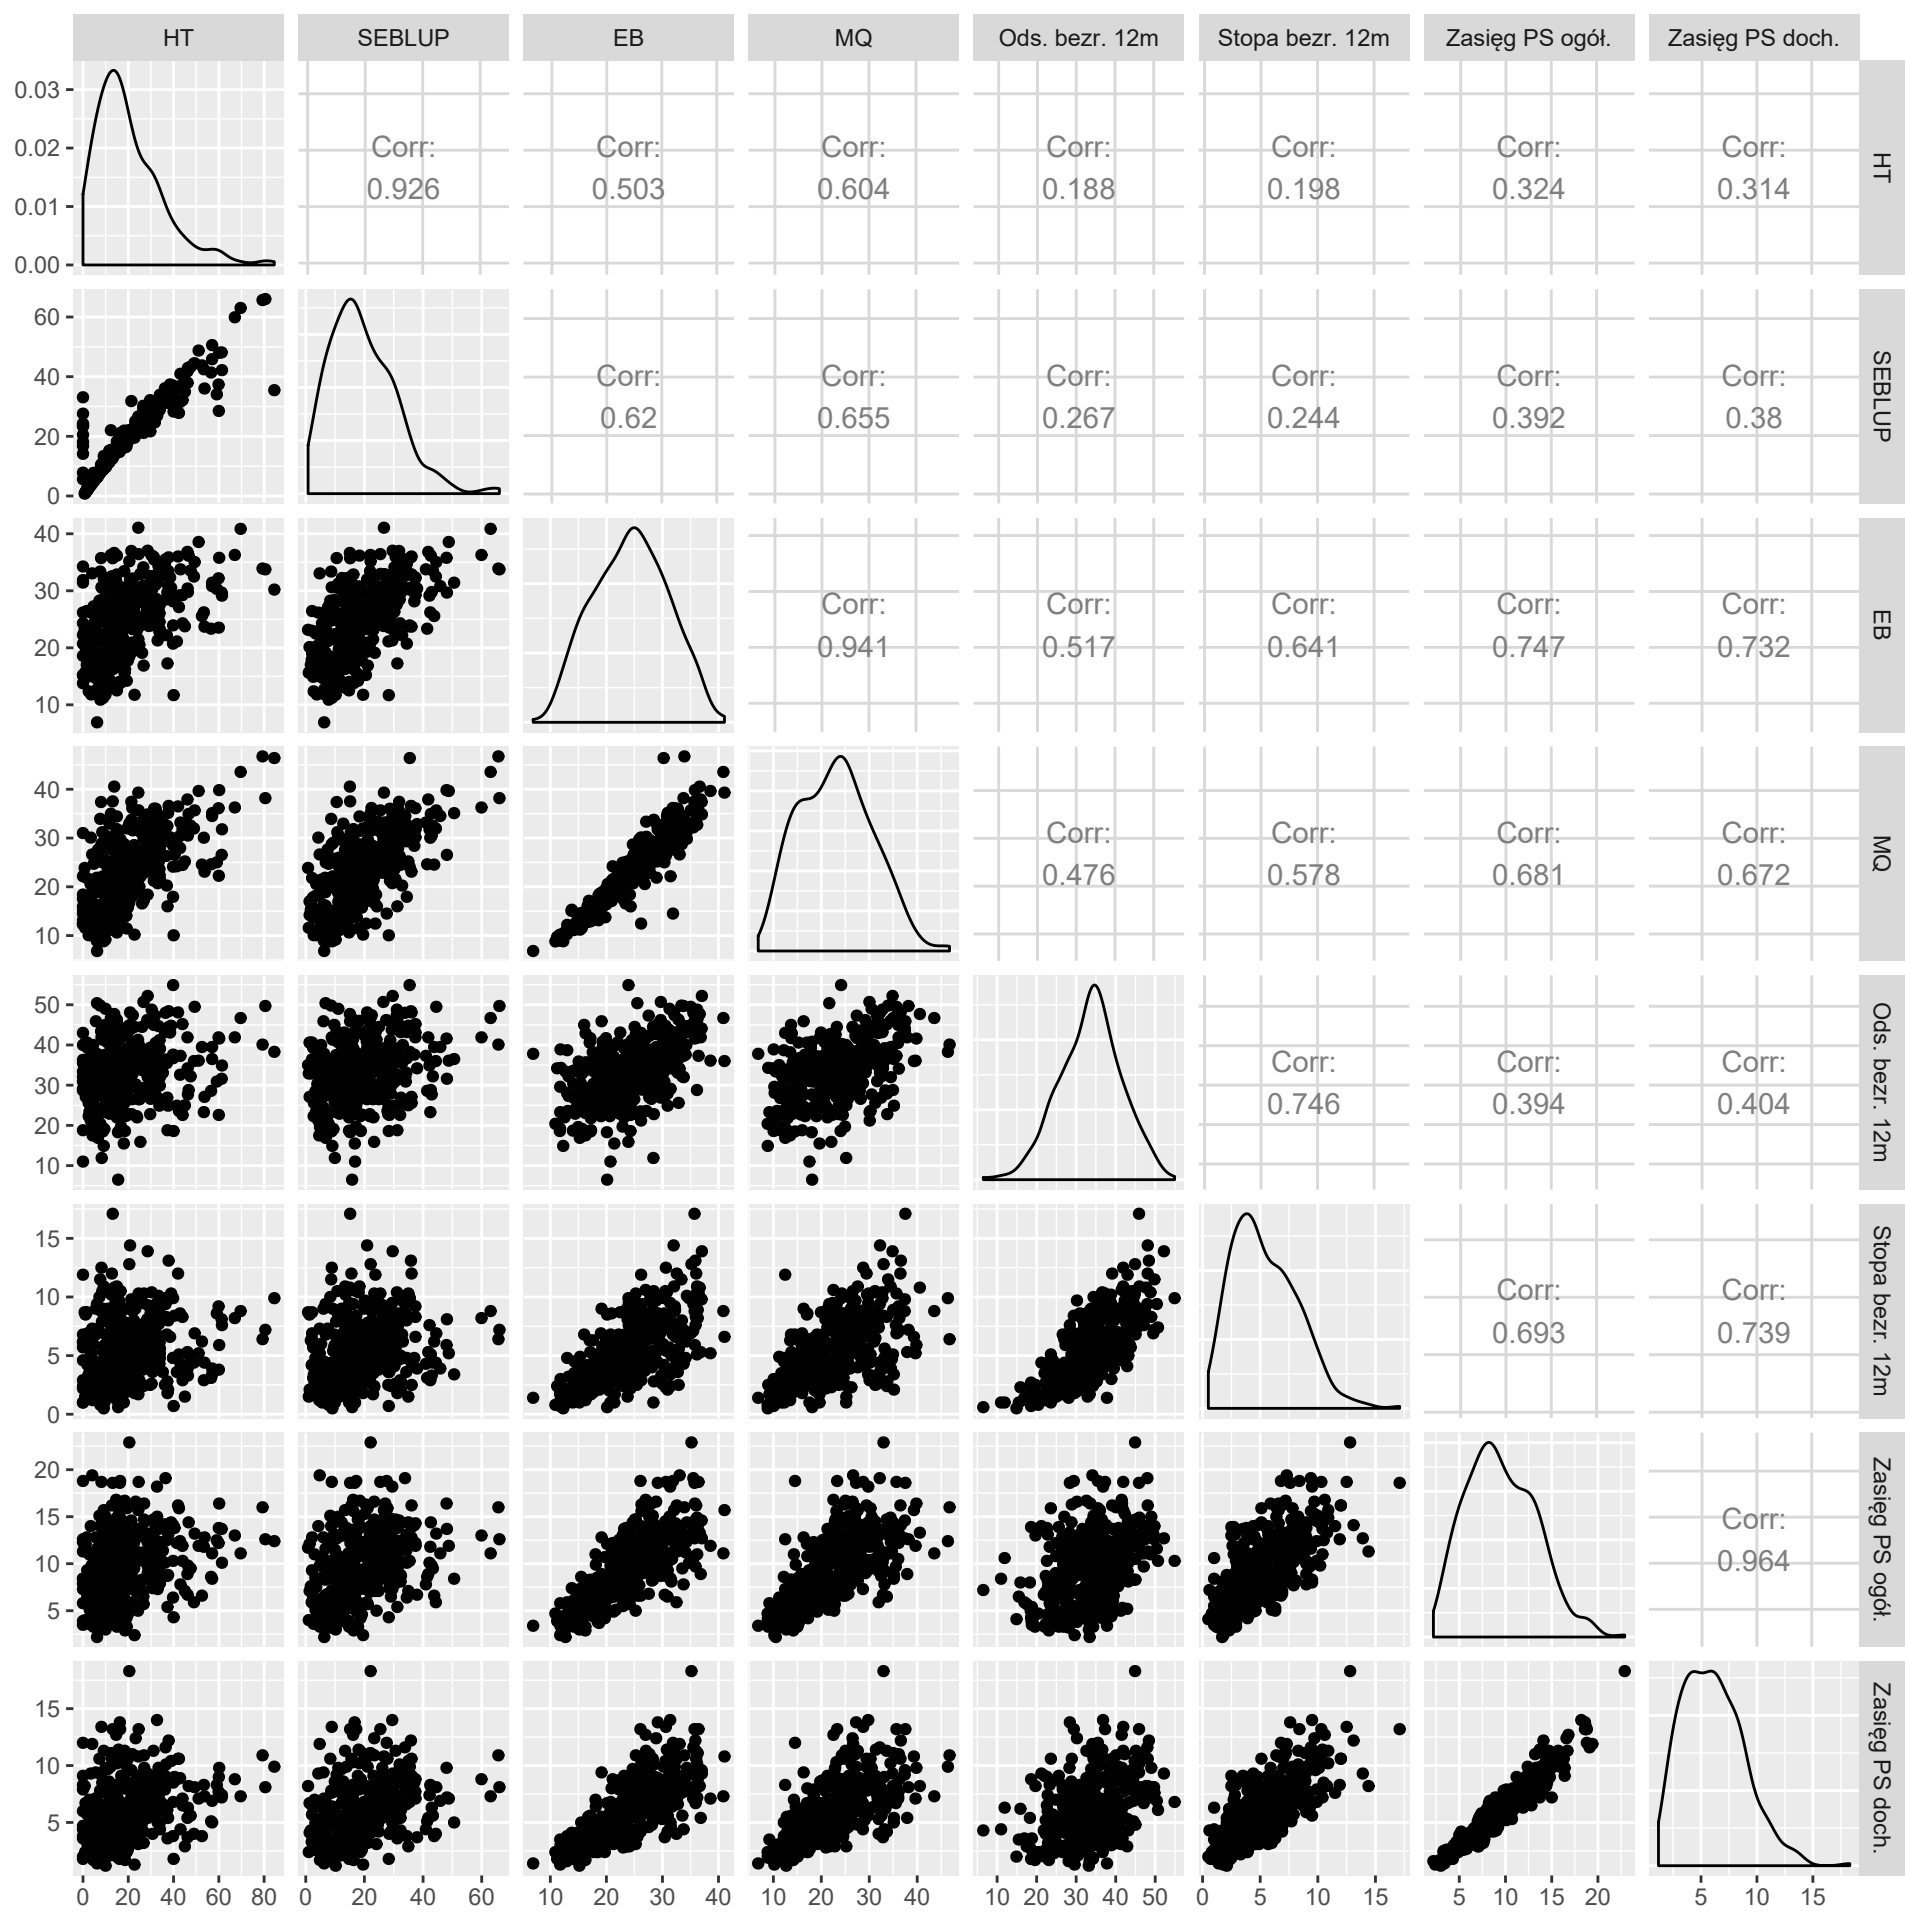 HT SEBLUP EB MQ Ods. bezr. 12m Stopa bezr. 12m Zasięg PS ogół. Zasięg PS doch.
0.03
0.02
0.01
0.00
Corr: Corr: Corr: Corr: Corr: Corr: Corr:
0.926 0.503 0.604 0.188 0.198 0.324 0.314
HT
60
40
20
0
Corr: Corr: Corr: Corr: Corr: Corr:
0.62 0.655 0.267 0.244 0.392 0.38
SEBLUP
40
30
20
10
Corr: Corr: Corr: Corr: Corr:
0.941 0.517 0.641 0.747 0.732
EB
40
30
20
10
Corr: Corr: Corr: Corr:
0.476 0.578 0.681 0.672
MQ
50
40
30
20
10
Corr: Corr: Corr:
0.746 0.394 0.404
Ods. bezr. 12m
15
10
5
0
Corr: Corr:
0.693 0.739
Stopa bezr. 12m
20
15
10
5
Corr:
0.964
Zasięg PS ogół.
15
10
5
Zasięg PS doch.
0 20 40 60 80 0 20 40 60 10 20 30 40 10 20 30 40 10 20 30 40 50 0 5 10 15 5 10 15 20 5 10 15